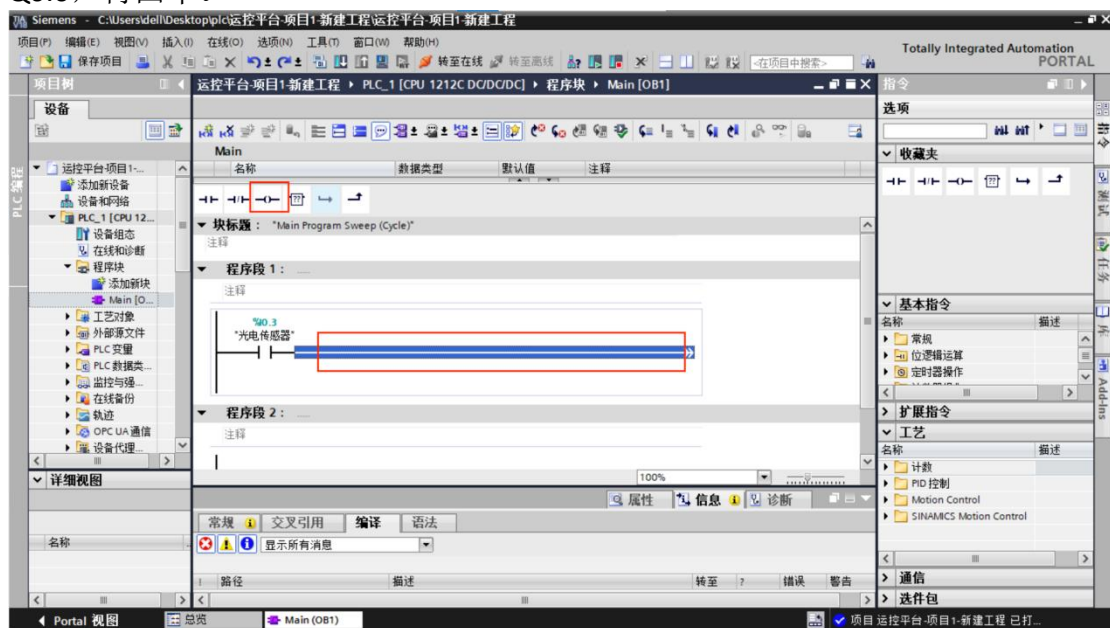 Siemens - C:\Users\dell\Desktop\plc\运控平台-项目1-新建工程\运控平台-项目1-新建工程
项目(P) 编辑(E) 视图(V) 插入(I) 在线(O) 选项(N) 工具(T) 窗口(W) 帮助(H)
Totally Integrated Automation
PORTAL
保存项目 转至在线 转至离线 <在项目中搜索>
项目树
运控平台-项目1-新建工程 PLC_1 [CPU 1212C DC/DC/DC] 程序块 Main [OB1]
指令
设备
选项
Main
名称 数据类型 默认值 注释
收藏夹
PLC 编程
运控平台-项目1-...
添加新设备
设备和网络
PLC_1 [CPU 12...
设备组态
在线和诊断
程序块
添加新块
Main [O...
工艺对象
外部源文件
PLC 变量
PLC 数据类...
监控与强...
在线备份
轨迹
OPC UA 通信
设备代理...
块标题： "Main Program Sweep (Cycle)"
注释
程序段 1： ...
注释
%I0.3
"光电传感器"
程序段 2： ...
注释
100%
基本指令
名称 描述
常规
位逻辑运算
定时器操作
扩展指令
工艺
名称 描述
计数
PID 控制
Motion Control
SINAMICS Motion Control
通信
选件包
测试
任务
库
Add-Ins
详细视图
名称
属性 信息 诊断
常规 交叉引用 编译 语法
显示所有消息
! 路径 描述 转至 ? 错误 警告
Portal 视图 总览 Main (OB1) 项目 运控平台-项目1-新建工程 已打...